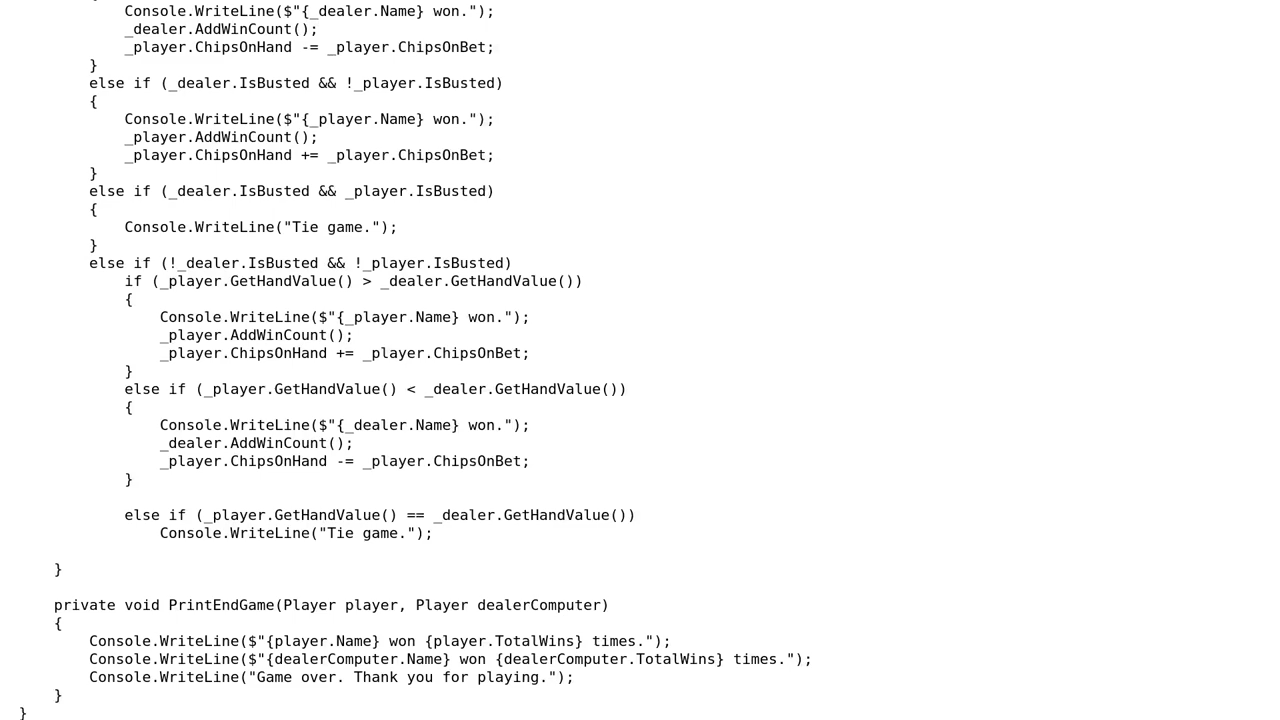 {
            Console.WriteLine($"{_dealer.Name} won.");
            _dealer.AddWinCount();
            _player.ChipsOnHand -= _player.ChipsOnBet;
        }
        else if (_dealer.IsBusted && !_player.IsBusted)
        {
            Console.WriteLine($"{_player.Name} won.");
            _player.AddWinCount();
            _player.ChipsOnHand += _player.ChipsOnBet;
        }
        else if (_dealer.IsBusted && _player.IsBusted)
        {
            Console.WriteLine("Tie game.");
        }
        else if (!_dealer.IsBusted && !_player.IsBusted)
            if (_player.GetHandValue() > _dealer.GetHandValue())
            {
                Console.WriteLine($"{_player.Name} won.");
                _player.AddWinCount();
                _player.ChipsOnHand += _player.ChipsOnBet;
            }
            else if (_player.GetHandValue() < _dealer.GetHandValue())
            {
                Console.WriteLine($"{_dealer.Name} won.");
                _dealer.AddWinCount();
                _player.ChipsOnHand -= _player.ChipsOnBet;
            }

            else if (_player.GetHandValue() == _dealer.GetHandValue())
                Console.WriteLine("Tie game.");

    }

    private void PrintEndGame(Player player, Player dealerComputer)
    {
        Console.WriteLine($"{player.Name} won {player.TotalWins} times.");
        Console.WriteLine($"{dealerComputer.Name} won {dealerComputer.TotalWins} times.");
        Console.WriteLine("Game over. Thank you for playing.");
    }
}